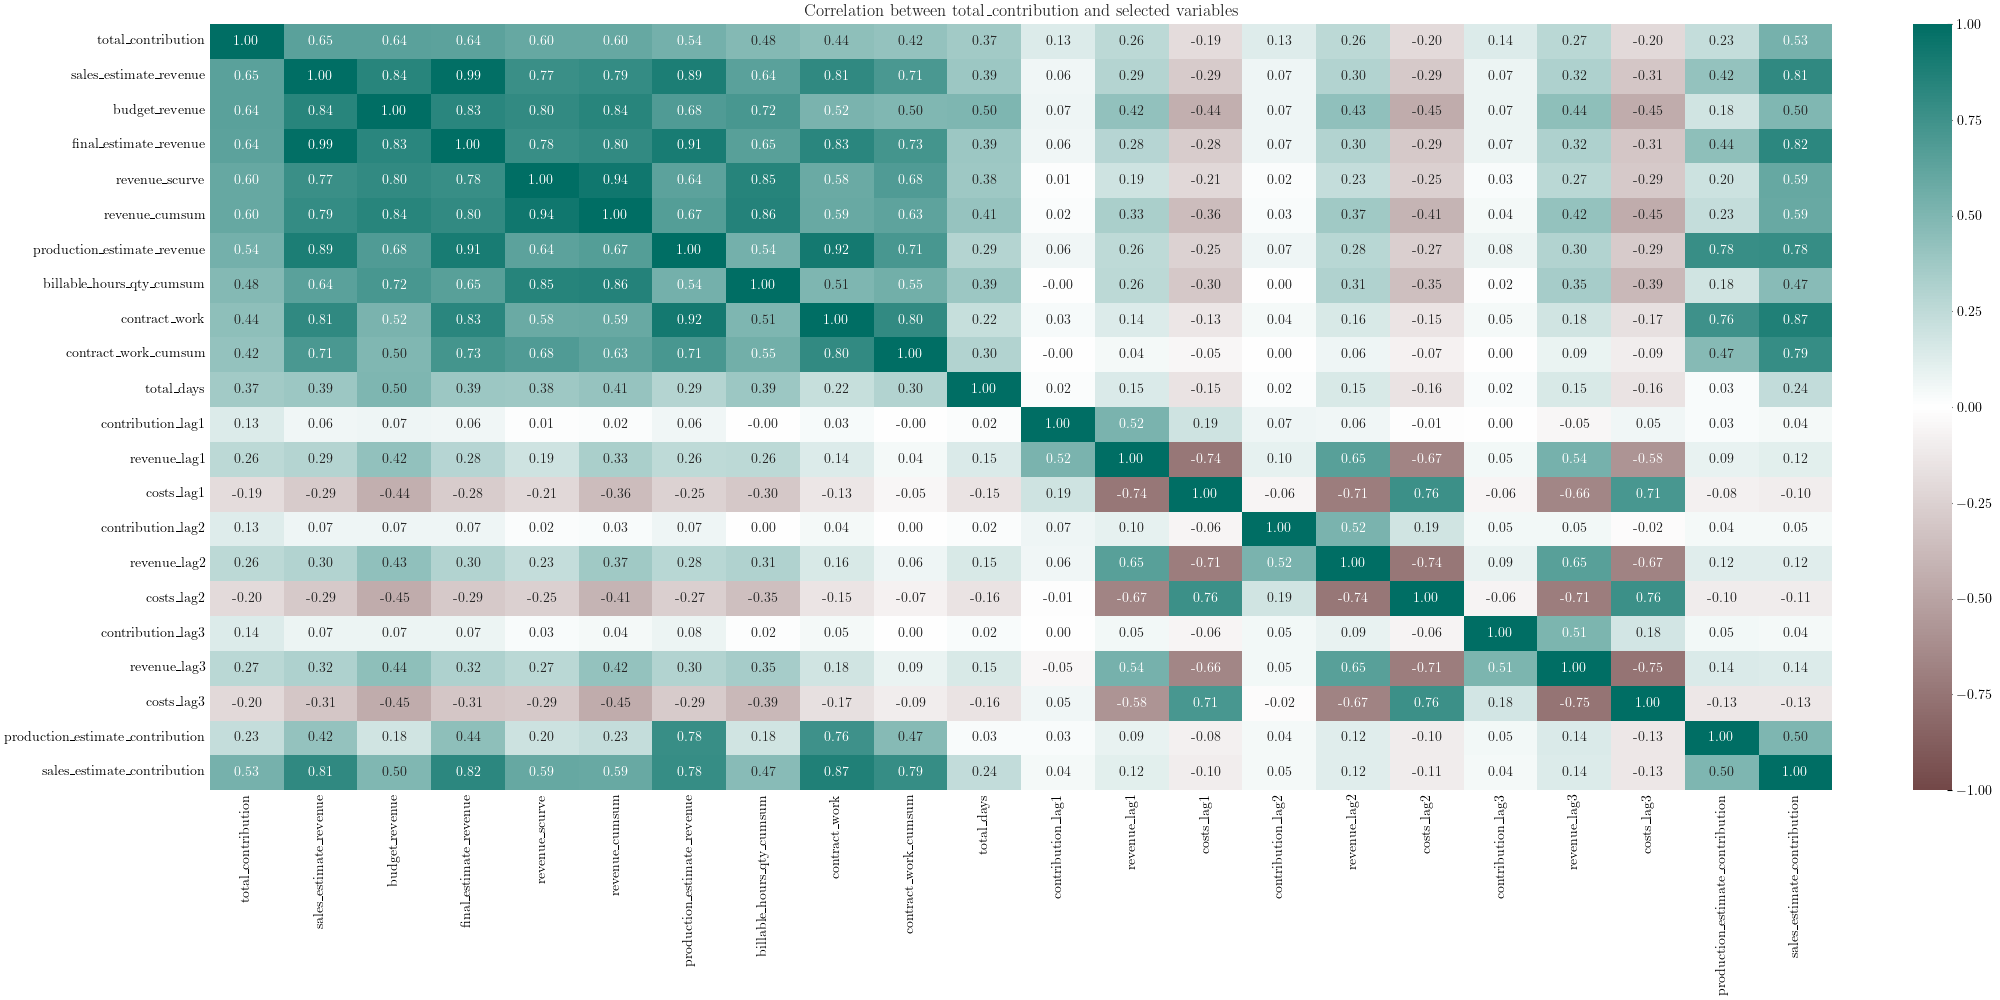 Correlation between total_contribution and selected variables
total_contribution 1.00 0.65 0.64 0.64 0.60 0.60 0.54 0.48 0.44 0.42 0.37 0.13 0.26 -0.19 0.13 0.26 -0.20 0.14 0.27 -0.20 0.23 0.53
sales_estimate_revenue 0.65 1.00 0.84 0.99 0.77 0.79 0.89 0.64 0.81 0.71 0.39 0.06 0.29 -0.29 0.07 0.30 -0.29 0.07 0.32 -0.31 0.42 0.81
budget_revenue 0.64 0.84 1.00 0.83 0.80 0.84 0.68 0.72 0.52 0.50 0.50 0.07 0.42 -0.44 0.07 0.43 -0.45 0.07 0.44 -0.45 0.18 0.50
final_estimate_revenue 0.64 0.99 0.83 1.00 0.78 0.80 0.91 0.65 0.83 0.73 0.39 0.06 0.28 -0.28 0.07 0.30 -0.29 0.07 0.32 -0.31 0.44 0.82
revenue_scurve 0.60 0.77 0.80 0.78 1.00 0.94 0.64 0.85 0.58 0.68 0.38 0.01 0.19 -0.21 0.02 0.23 -0.25 0.03 0.27 -0.29 0.20 0.59
revenue_cumsum 0.60 0.79 0.84 0.80 0.94 1.00 0.67 0.86 0.59 0.63 0.41 0.02 0.33 -0.36 0.03 0.37 -0.41 0.04 0.42 -0.45 0.23 0.59
production_estimate_revenue 0.54 0.89 0.68 0.91 0.64 0.67 1.00 0.54 0.92 0.71 0.29 0.06 0.26 -0.25 0.07 0.28 -0.27 0.08 0.30 -0.29 0.78 0.78
billable_hours_qty_cumsum 0.48 0.64 0.72 0.65 0.85 0.86 0.54 1.00 0.51 0.55 0.39 -0.00 0.26 -0.30 0.00 0.31 -0.35 0.02 0.35 -0.39 0.18 0.47
contract_work 0.44 0.81 0.52 0.83 0.58 0.59 0.92 0.51 1.00 0.80 0.22 0.03 0.14 -0.13 0.04 0.16 -0.15 0.05 0.18 -0.17 0.76 0.87
contract_work_cumsum 0.42 0.71 0.50 0.73 0.68 0.63 0.71 0.55 0.80 1.00 0.30 -0.00 0.04 -0.05 0.00 0.06 -0.07 0.00 0.09 -0.09 0.47 0.79
total_days 0.37 0.39 0.50 0.39 0.38 0.41 0.29 0.39 0.22 0.30 1.00 0.02 0.15 -0.15 0.02 0.15 -0.16 0.02 0.15 -0.16 0.03 0.24
contribution_lag1 0.13 0.06 0.07 0.06 0.01 0.02 0.06 -0.00 0.03 -0.00 0.02 1.00 0.52 0.19 0.07 0.06 -0.01 0.00 -0.05 0.05 0.03 0.04
revenue_lag1 0.26 0.29 0.42 0.28 0.19 0.33 0.26 0.26 0.14 0.04 0.15 0.52 1.00 -0.74 0.10 0.65 -0.67 0.05 0.54 -0.58 0.09 0.12
costs_lag1 -0.19 -0.29 -0.44 -0.28 -0.21 -0.36 -0.25 -0.30 -0.13 -0.05 -0.15 0.19 -0.74 1.00 -0.06 -0.71 0.76 -0.06 -0.66 0.71 -0.08 -0.10
contribution_lag2 0.13 0.07 0.07 0.07 0.02 0.03 0.07 0.00 0.04 0.00 0.02 0.07 0.10 -0.06 1.00 0.52 0.19 0.05 0.05 -0.02 0.04 0.05
revenue_lag2 0.26 0.30 0.43 0.30 0.23 0.37 0.28 0.31 0.16 0.06 0.15 0.06 0.65 -0.71 0.52 1.00 -0.74 0.09 0.65 -0.67 0.12 0.12
costs_lag2 -0.20 -0.29 -0.45 -0.29 -0.25 -0.41 -0.27 -0.35 -0.15 -0.07 -0.16 -0.01 -0.67 0.76 0.19 -0.74 1.00 -0.06 -0.71 0.76 -0.10 -0.11
contribution_lag3 0.14 0.07 0.07 0.07 0.03 0.04 0.08 0.02 0.05 0.00 0.02 0.00 0.05 -0.06 0.05 0.09 -0.06 1.00 0.51 0.18 0.05 0.04
revenue_lag3 0.27 0.32 0.44 0.32 0.27 0.42 0.30 0.35 0.18 0.09 0.15 -0.05 0.54 -0.66 0.05 0.65 -0.71 0.51 1.00 -0.75 0.14 0.14
costs_lag3 -0.20 -0.31 -0.45 -0.31 -0.29 -0.45 -0.29 -0.39 -0.17 -0.09 -0.16 0.05 -0.58 0.71 -0.02 -0.67 0.76 0.18 -0.75 1.00 -0.13 -0.13
production_estimate_contribution 0.23 0.42 0.18 0.44 0.20 0.23 0.78 0.18 0.76 0.47 0.03 0.03 0.09 -0.08 0.04 0.12 -0.10 0.05 0.14 -0.13 1.00 0.50
sales_estimate_contribution 0.53 0.81 0.50 0.82 0.59 0.59 0.78 0.47 0.87 0.79 0.24 0.04 0.12 -0.10 0.05 0.12 -0.11 0.04 0.14 -0.13 0.50 1.00
total_contribution
sales_estimate_revenue
budget_revenue
final_estimate_revenue
revenue_scurve
revenue_cumsum
production_estimate_revenue
billable_hours_qty_cumsum
contract_work
contract_work_cumsum
total_days
contribution_lag1
revenue_lag1
costs_lag1
contribution_lag2
revenue_lag2
costs_lag2
contribution_lag3
revenue_lag3
costs_lag3
production_estimate_contribution
sales_estimate_contribution
1.00
0.75
0.50
0.25
0.00
−0.25
−0.50
−0.75
−1.00